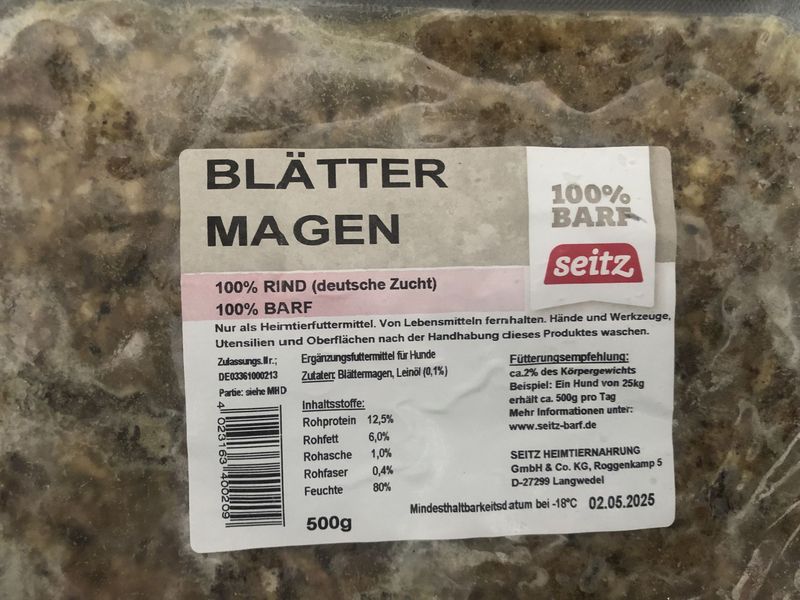 BLÄTTER
MAGEN
100%
BARF
seitz
100% RIND (deutsche Zucht)
100% BARF
Nur als Heimtierfuttermittel. Von Lebensmitteln fernhalten. Hände und Werkzeuge,
Utensilien und Oberflächen nach der Handhabung dieses Produktes waschen.
Zulassungs.Nr.;
DE03361000213
Partie: siehe MHD
Ergänzungsfuttermittel für Hunde
Zutaten: Blättermagen, Leinöl (0,1%)
Inhaltsstoffe:
Rohprotein 12,5%
Rohfett 6,0%
Rohasche 1,0%
Rohfaser 0,4%
Feuchte 80%
500g
4 023163 400209
Fütterungsempfehlung:
ca.2% des Körpergewichts
Beispiel: Ein Hund von 25kg
erhält ca. 500g pro Tag
Mehr Informationen unter:
www.seitz-barf.de
SEITZ HEIMTIERNAHRUNG
GmbH & Co. KG, Roggenkamp 5
D-27299 Langwedel
Mindesthaltbarkeitsdatum bei -18°C 02.05.2025